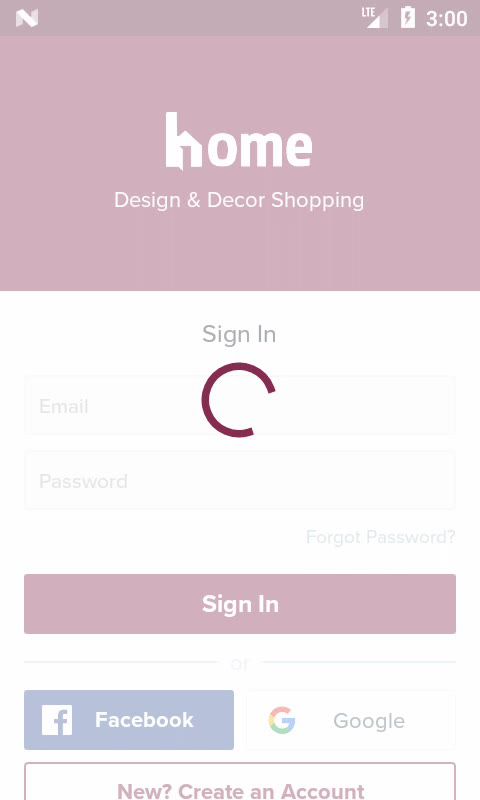 LTE 3:00
home
Design & Decor Shopping
Sign In
Email
Password
Forgot Password?
Sign In
or
Facebook Google
New? Create an Account